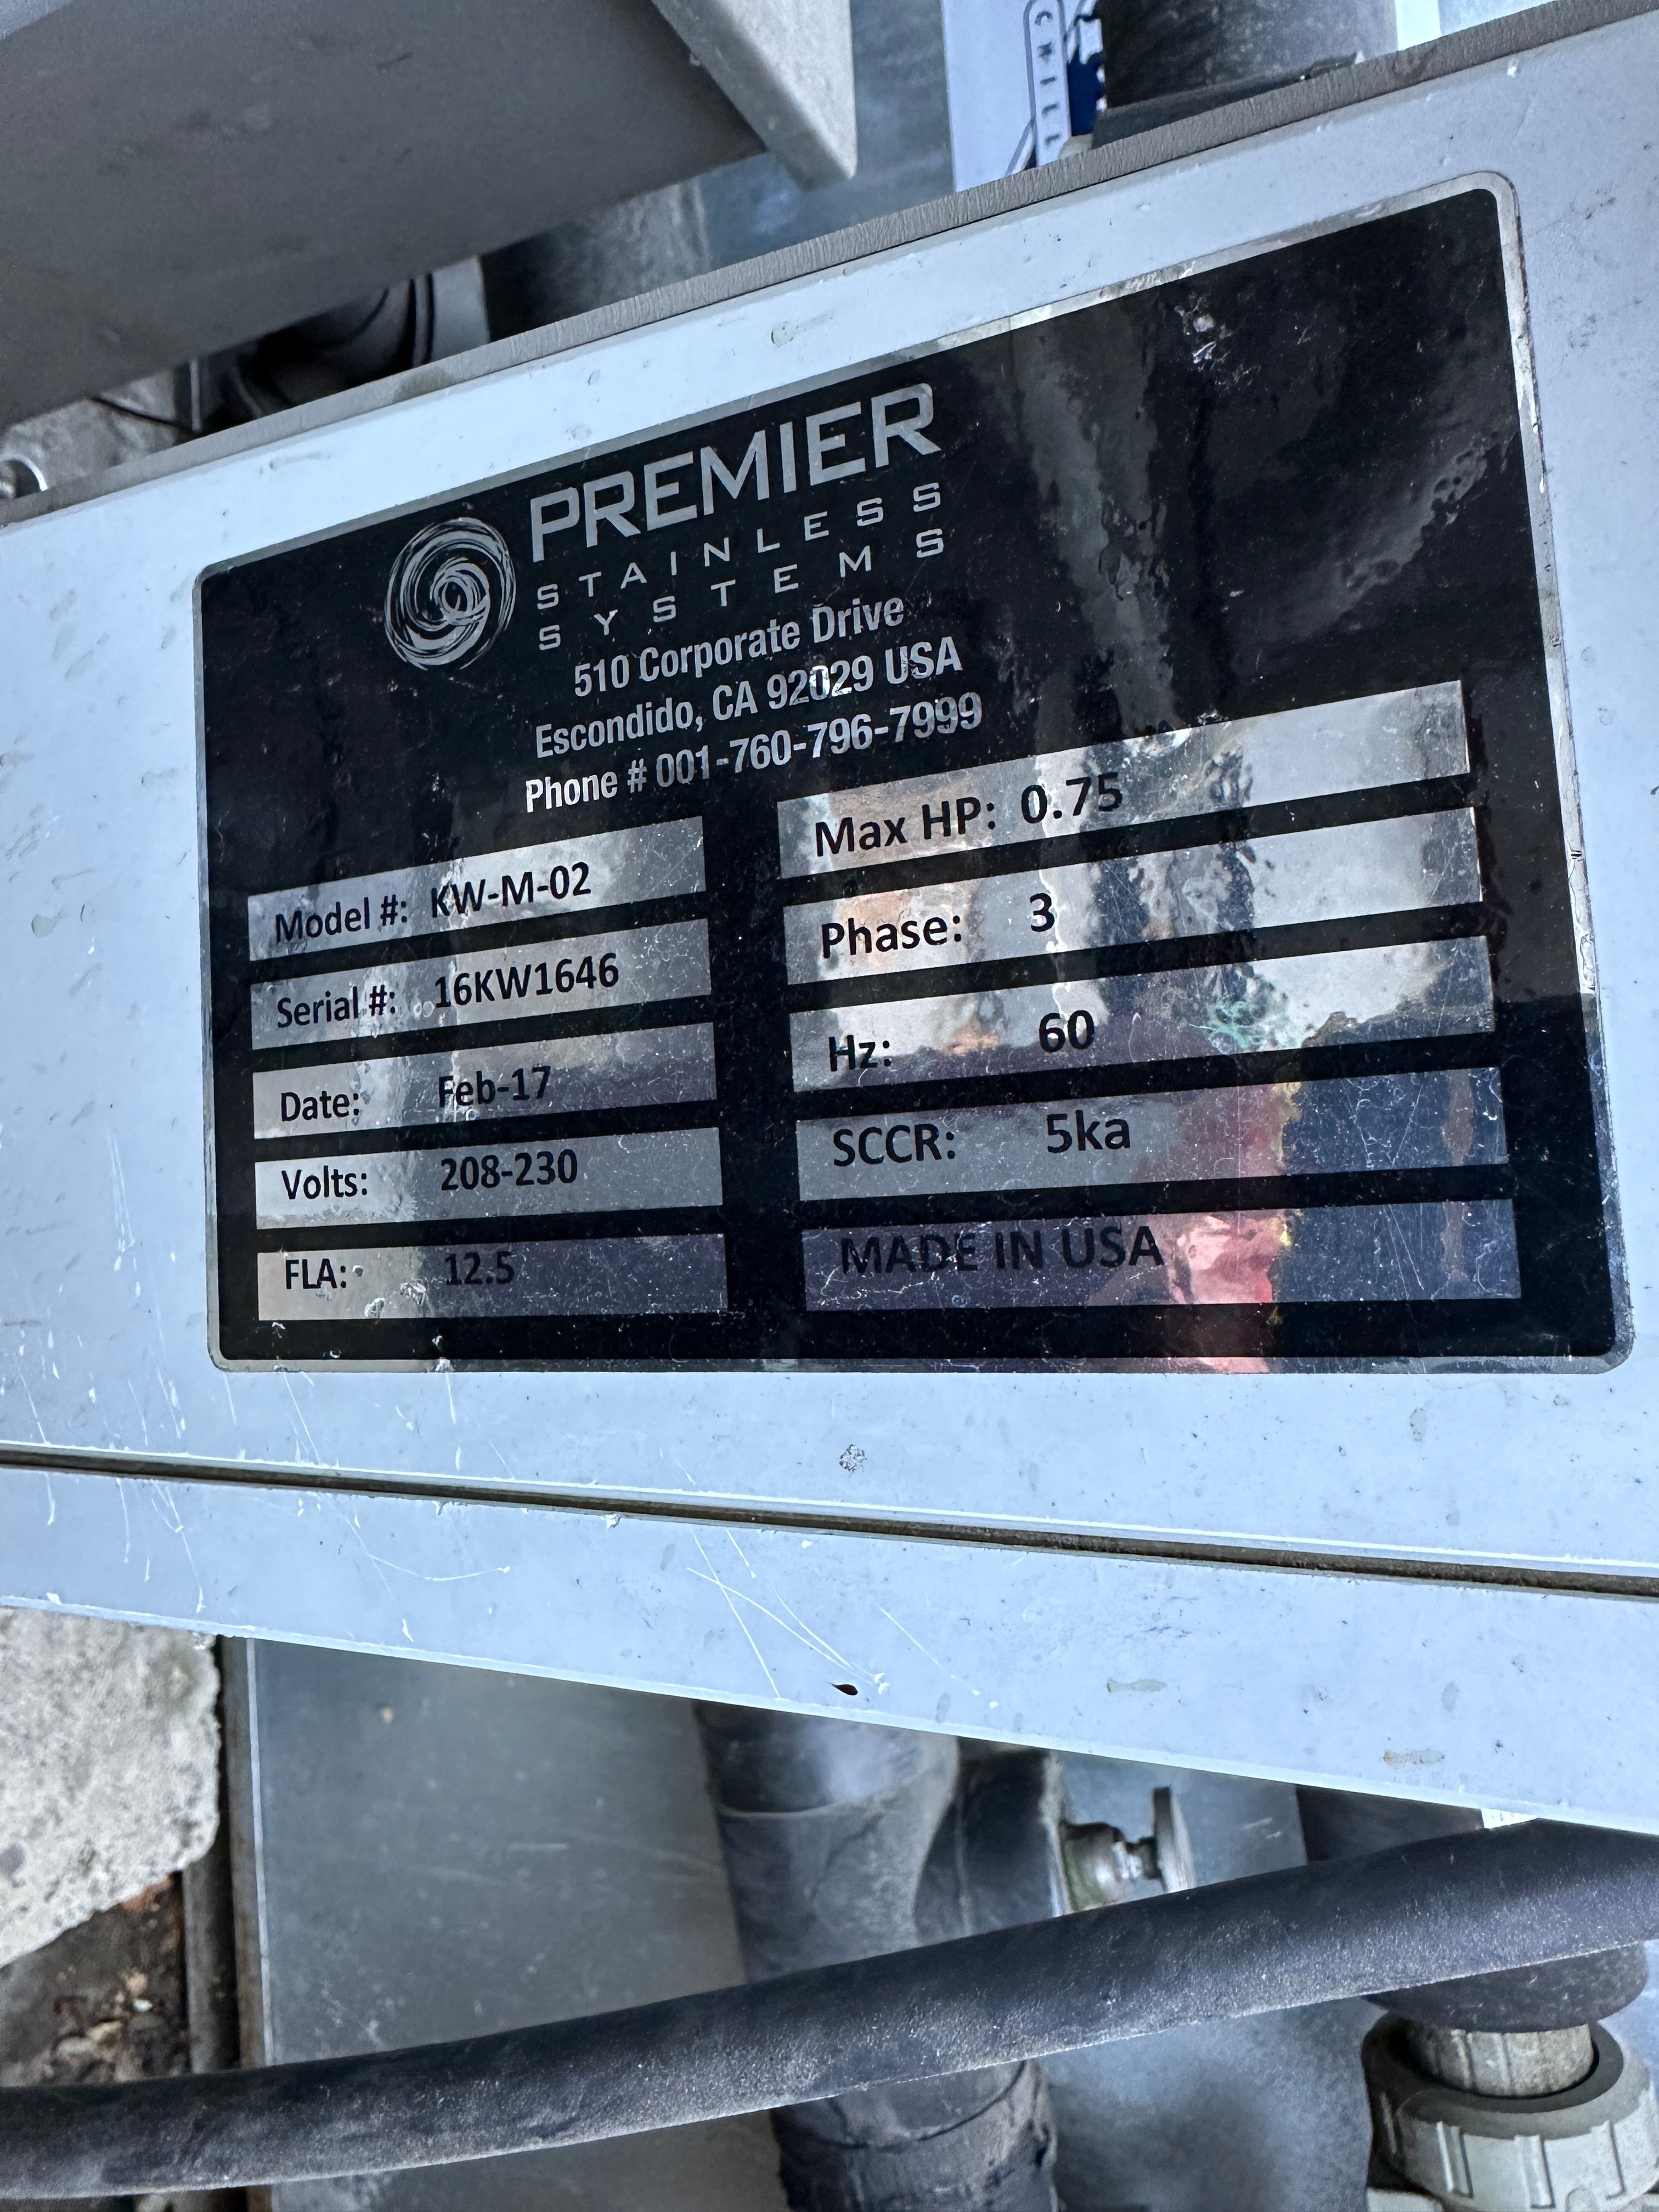 CHILL
PREMIER
STAINLESS
SYSTEMS
510 Corporate Drive
Escondido, CA 92029 USA
Phone # 001-760-796-7999
Model #: KW-M-02
Serial #: 16KW1646
Date: Feb-17
Volts: 208-230
FLA: 12.5
Max HP: 0.75
Phase: 3
Hz: 60
SCCR: 5ka
MADE IN USA